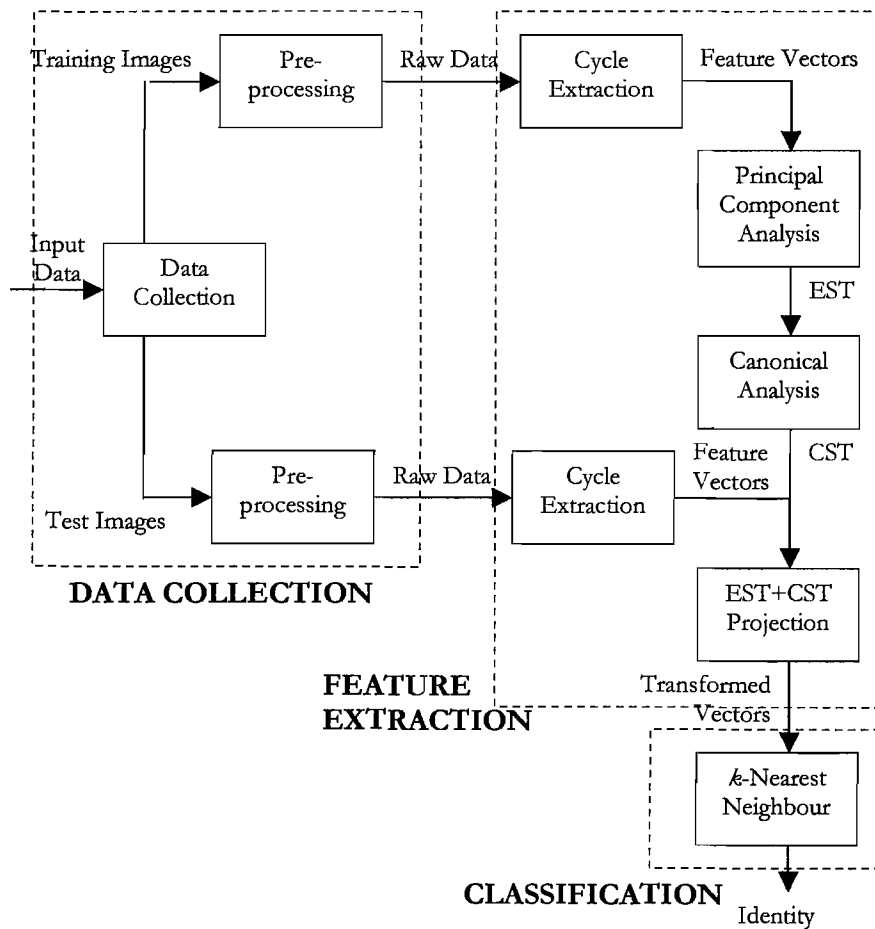 Training Images
Pre-
processing
Raw Data
Cycle
Extraction
Feature Vectors
Principal
Component
Analysis
Input
Data
Data
Collection
EST
Canonical
Analysis
CST
Feature
Vectors
Test Images
Pre-
processing
Raw Data
Cycle
Extraction
DATA COLLECTION
EST+CST
Projection
FEATURE
EXTRACTION
Transformed
Vectors
k-Nearest
Neighbour
CLASSIFICATION
Identity